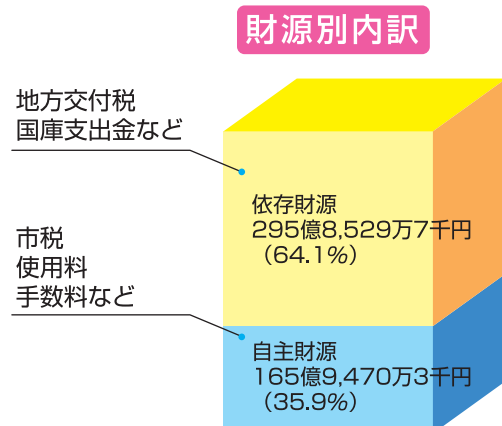 財源別内訳
地方交付税
国庫支出金など
依存財源
295億8,529万7千円
（64.1%）
市税
使用料
手数料など
自主財源
165億9,470万3千円
（35.9%）